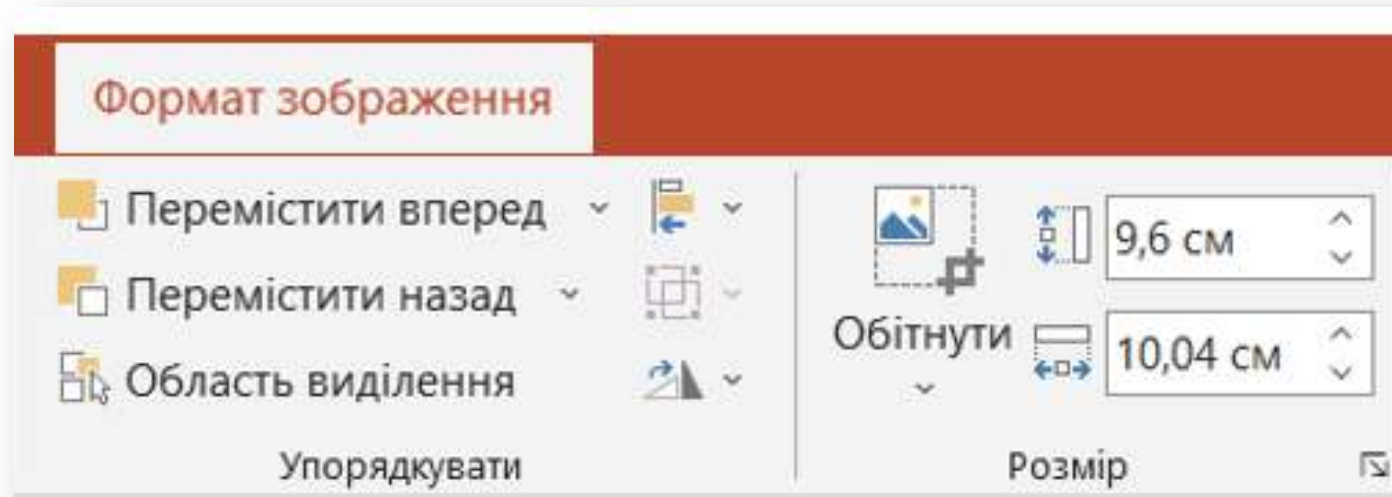 Формат зображення
Перемістити вперед
Перемістити назад
Область виділення
Упорядкувати
Обітнути
9,6 см
10,04 см
Розмір